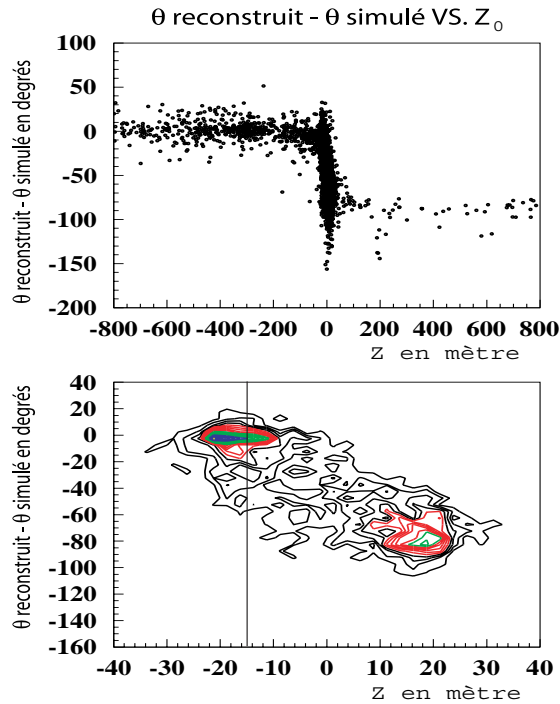 θ reconstruit - θ simulé VS. Z₀
θ reconstruit - θ simulé en degrés
100
50
0
-50
-100
-150
-200
-800 -600 -400 -200 0 200 400 600 800
Z en mètre
θ reconstruit - θ simulé en degrés
40
20
0
-20
-40
-60
-80
-100
-120
-140
-160
-40 -30 -20 -10 0 10 20 30 40
Z en mètre